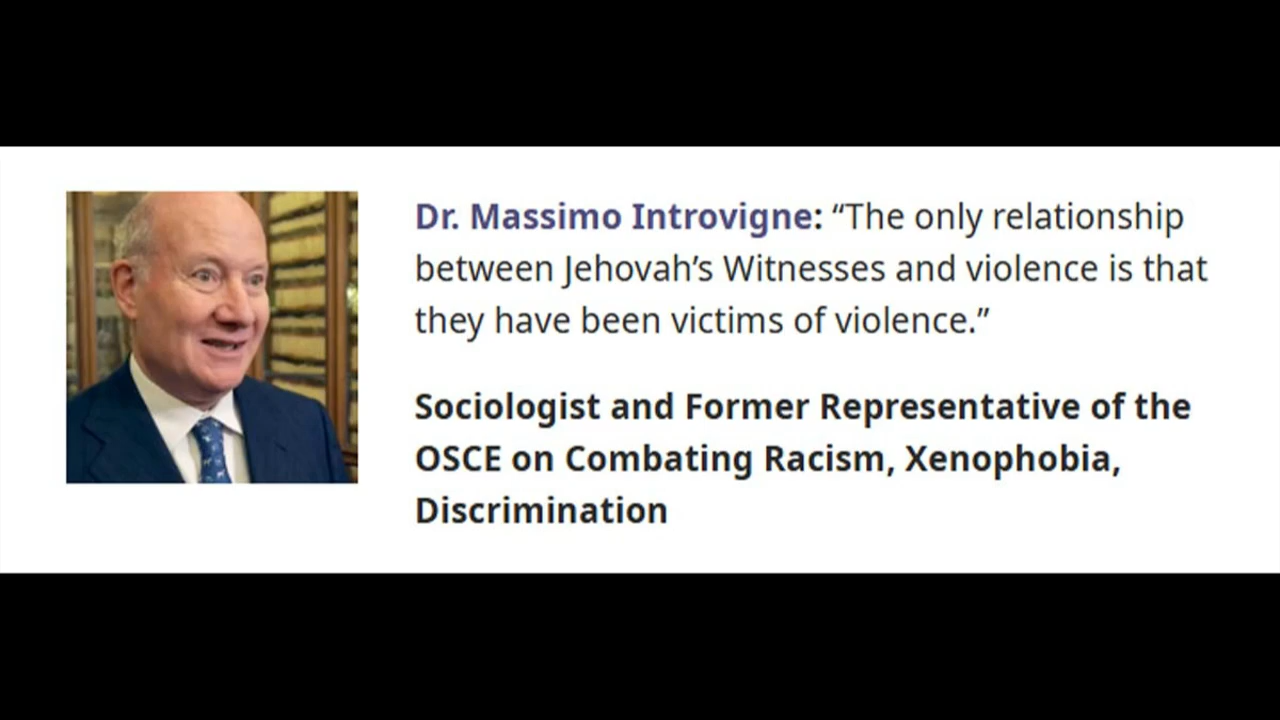 Dr. Massimo Introvigne: “The only relationship
between Jehovah’s Witnesses and violence is that
they have been victims of violence.”
Sociologist and Former Representative of the
OSCE on Combating Racism, Xenophobia,
Discrimination